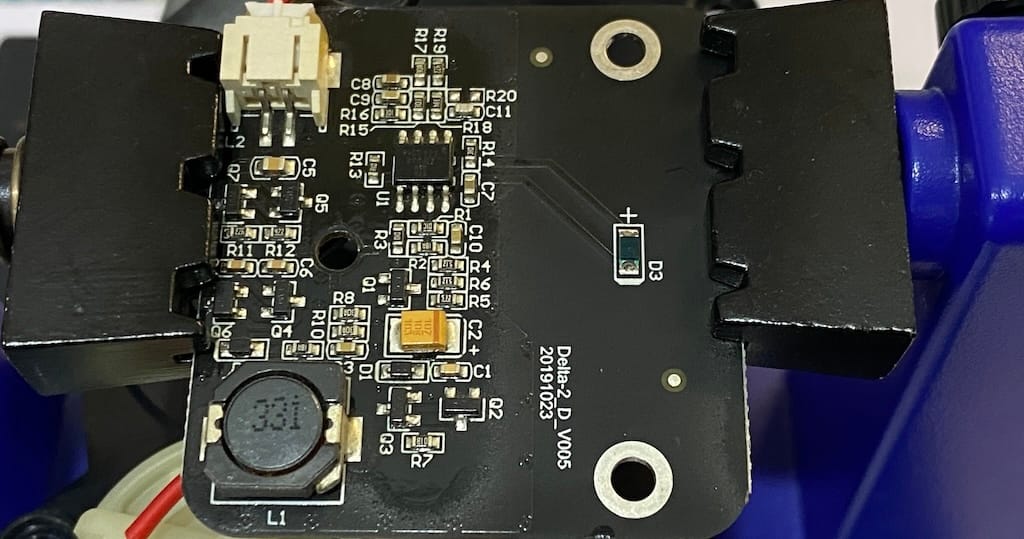 R17
R19
C8
C9
R16
R15
R20
C11
R18
L2
R14
R13
C5
Q7
Q5
U1
C7
R1
R3
C10
R2
R11
R12
C6
R4
R6
R5
Q1
+
D3
R8
R10
Q6
Q4
107
C2
+
D1
C1
Q2
Q3
R7
331
L1
Delta-2_D_V005
20191023